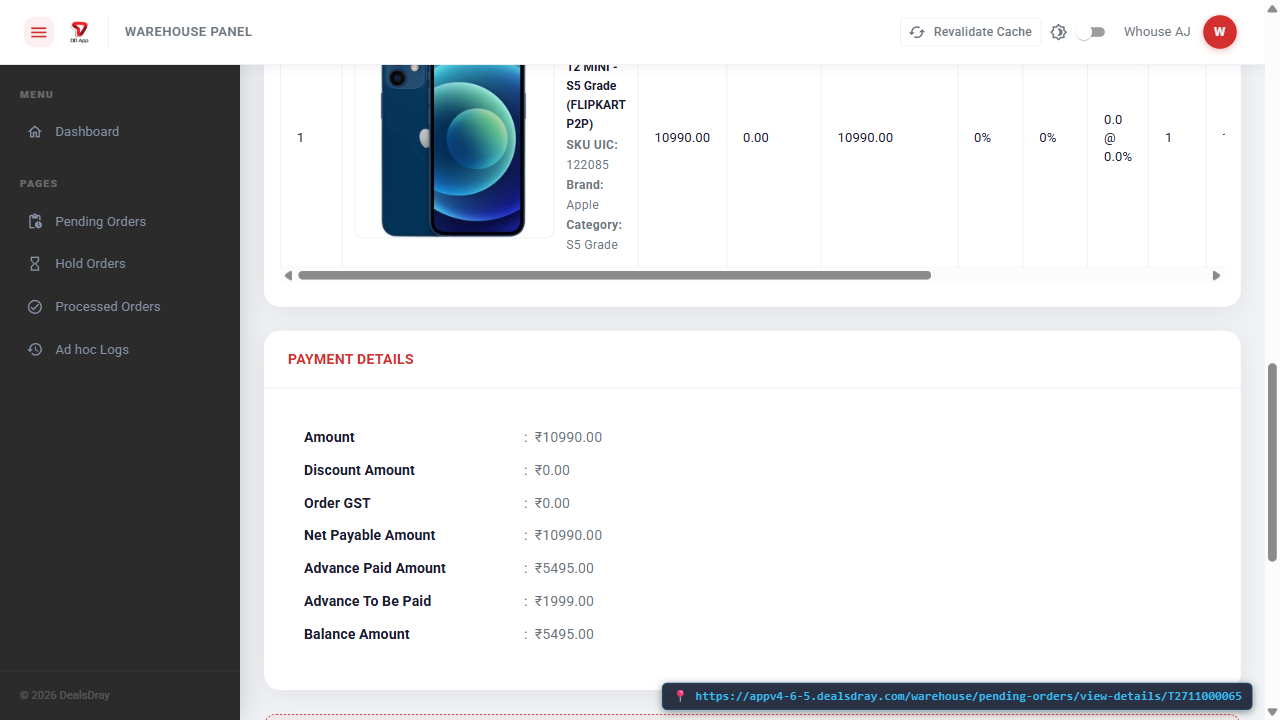 DD App
WAREHOUSE PANEL
Revalidate Cache
Whouse AJ
W
MENU
Dashboard
PAGES
Pending Orders
Hold Orders
Processed Orders
Ad hoc Logs
© 2026 DealsDray
1
12 MINI -
S5 Grade
(FLIPKART
P2P)
SKU UIC:
122085
Brand:
Apple
Category:
S5 Grade
10990.00
0.00
10990.00
0%
0%
0.0
@
0.0%
1
PAYMENT DETAILS
Amount : ₹10990.00
Discount Amount : ₹0.00
Order GST : ₹0.00
Net Payable Amount : ₹10990.00
Advance Paid Amount : ₹5495.00
Advance To Be Paid : ₹1999.00
Balance Amount : ₹5495.00
https://appv4-6-5.dealsdray.com/warehouse/pending-orders/view-details/T2711000065